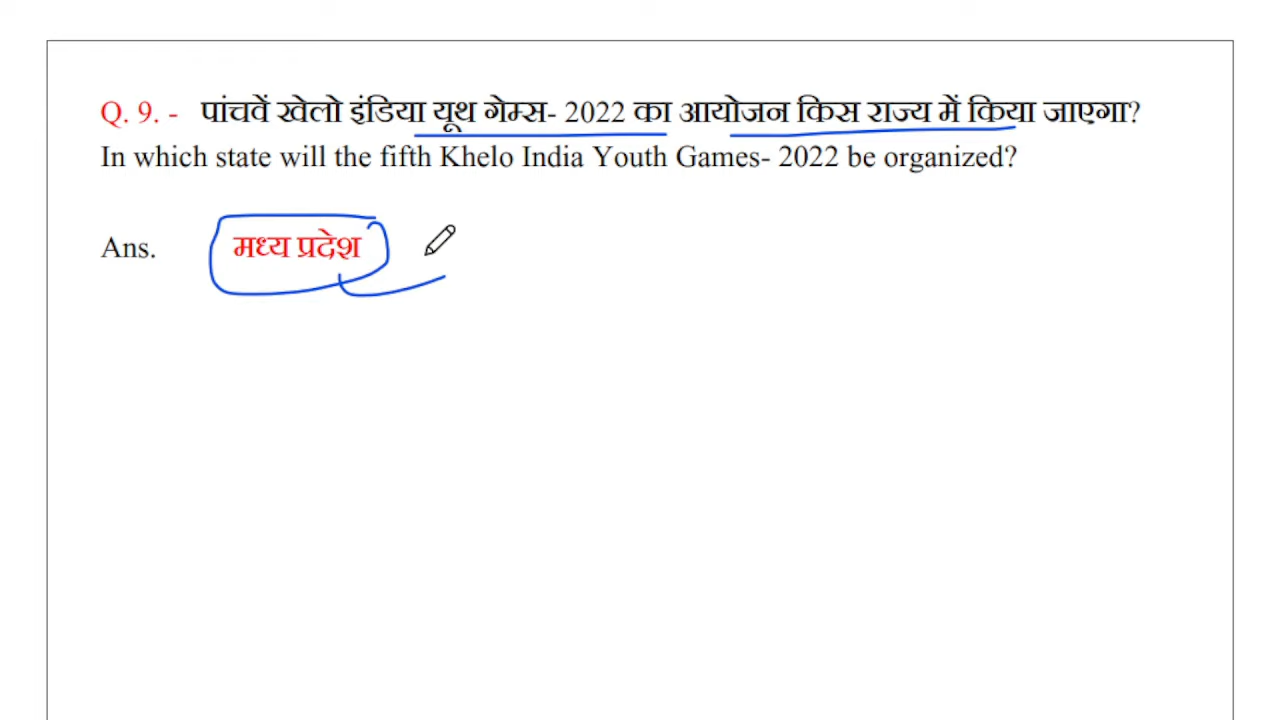 Q. 9. - पांचवें खेलो इंडिया यूथ गेम्स- 2022 का आयोजन किस राज्य में किया जाएगा?
In which state will the fifth Khelo India Youth Games- 2022 be organized?
Ans. मध्य प्रदेश